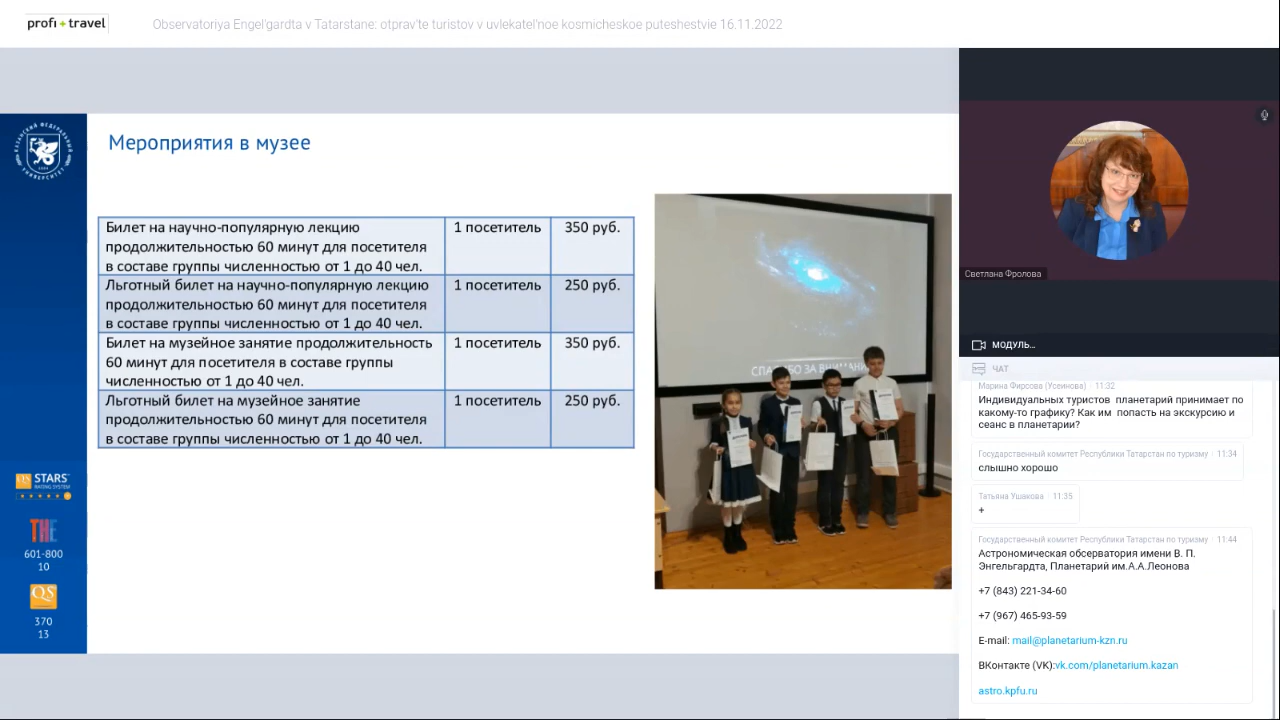 profi travel
Observatoriya Engel'gardta v Tatarstane: otprav'te turistov v uvlekatel'noe kosmicheskoe puteshestvie 16.11.2022
КАЗАНСКИЙ ФЕДЕРАЛЬНЫЙ
УНИВЕРСИТЕТ
Мероприятия в музее
Билет на научно-популярную лекцию
продолжительностью 60 минут для посетителя
в составе группы численностью от 1 до 40 чел.
1 посетитель
350 руб.
Льготный билет на научно-популярную лекцию
продолжительностью 60 минут для посетителя
в составе группы численностью от 1 до 40 чел.
1 посетитель
250 руб.
Билет на музейное занятие продолжительность
60 минут для посетителя в составе группы
численностью от 1 до 40 чел.
1 посетитель
350 руб.
Льготный билет на музейное занятие
продолжительностью 60 минут для посетителя
в составе группы численностью от 1 до 40 чел.
1 посетитель
250 руб.
СПАСИБО ЗА ВНИМАНИ
QS STARS
RATING SYSTEM
THE
601-800
10
QS
370
13
Светлана Фролова
МОДУЛЬ...
ЧАТ
Марина Фирсова (Усеинова) · 11:32
Индивидуальных туристов планетарий принимает по
какому-то графику? Как им попасть на экскурсию и
сеанс в планетарии?
Государственный комитет Республики Татарстан по туризму · 11:34
слышно хорошо
Татьяна Ушакова · 11:35
+
Государственный комитет Республики Татарстан по туризму · 11:44
Астрономическая обсерватория имени В. П.
Энгельгардта, Планетарий им.А.А.Леонова
+7 (843) 221-34-60
+7 (967) 465-93-59
E-mail: mail@planetarium-kzn.ru
ВКонтакте (VK):vk.com/planetarium.kazan
astro.kpfu.ru